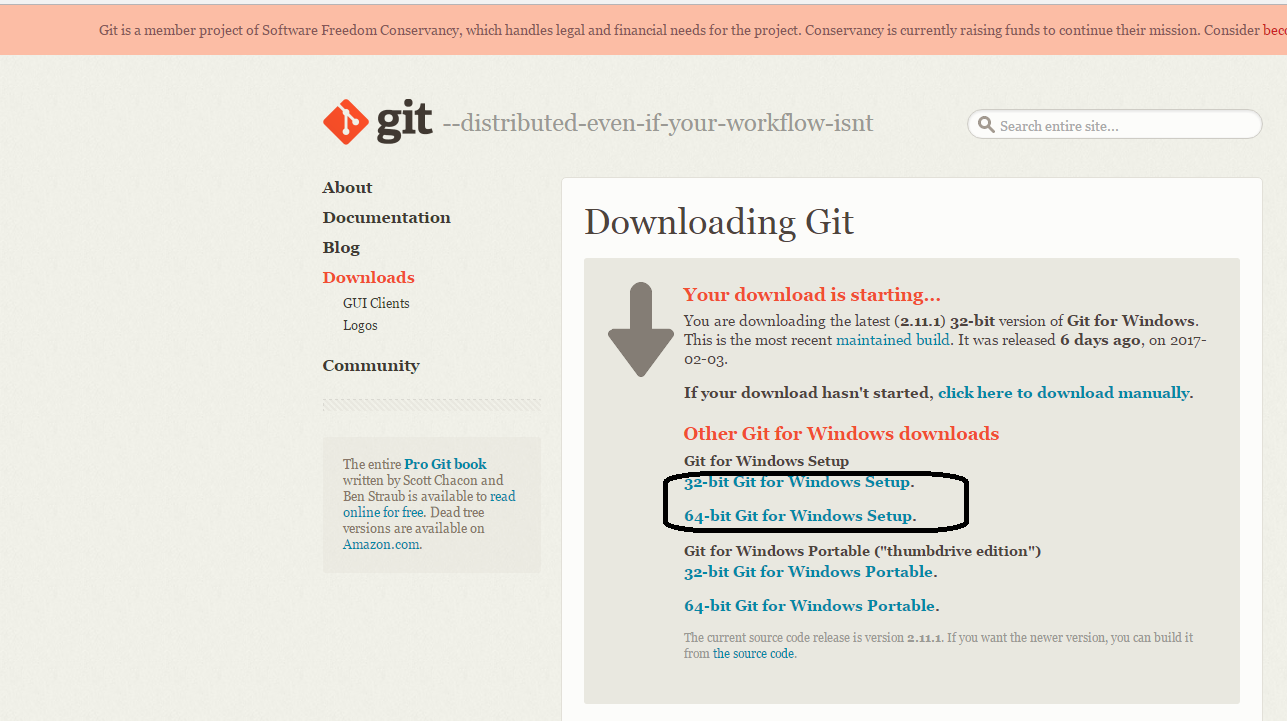 Git is a member project of Software Freedom Conservancy, which handles legal and financial needs for the project. Conservancy is currently raising funds to continue their mission. Consider
git --distributed-even-if-your-workflow-isnt
Search entire site...
About
Documentation
Blog
Downloads
GUI Clients
Logos
Community
The entire Pro Git book
written by Scott Chacon and
Ben Straub is available to read
online for free. Dead tree
versions are available on
Amazon.com.
Downloading Git
Your download is starting...
You are downloading the latest (2.11.1) 32-bit version of Git for Windows.
This is the most recent maintained build. It was released 6 days ago, on 2017-
02-03.
If your download hasn't started, click here to download manually.
Other Git for Windows downloads
Git for Windows Setup
32-bit Git for Windows Setup.
64-bit Git for Windows Setup.
Git for Windows Portable ("thumbdrive edition")
32-bit Git for Windows Portable.
64-bit Git for Windows Portable.
The current source code release is version 2.11.1. If you want the newer version, you can build it
from the source code.